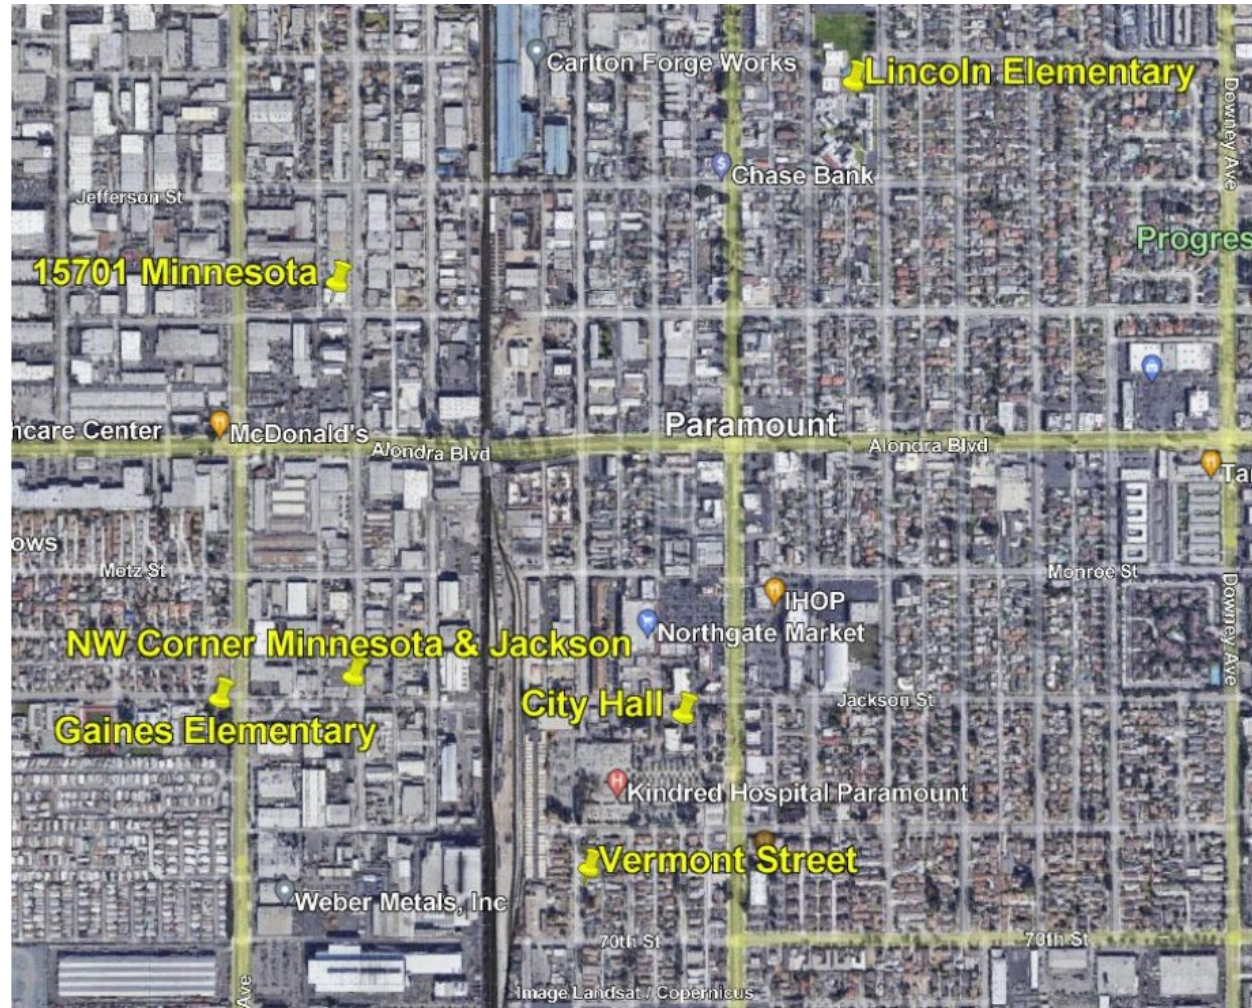 Carlton Forge Works
Lincoln Elementary
Downey Ave
Chase Bank
Jefferson St
Progres
15701 Minnesota
Paramount
ncare Center
McDonald's
Alondra Blvd
Alondra Blvd
Ta
ows
Metz St
Monroe St
IHOP
Northgate Market
Downey Ave
NW Corner Minnesota & Jackson
City Hall
Jackson St
Gaines Elementary
Kindred Hospital Paramount
Vermont Street
Weber Metals, Inc
70th St
70th St
Ave
Image Landsat / Copernicus